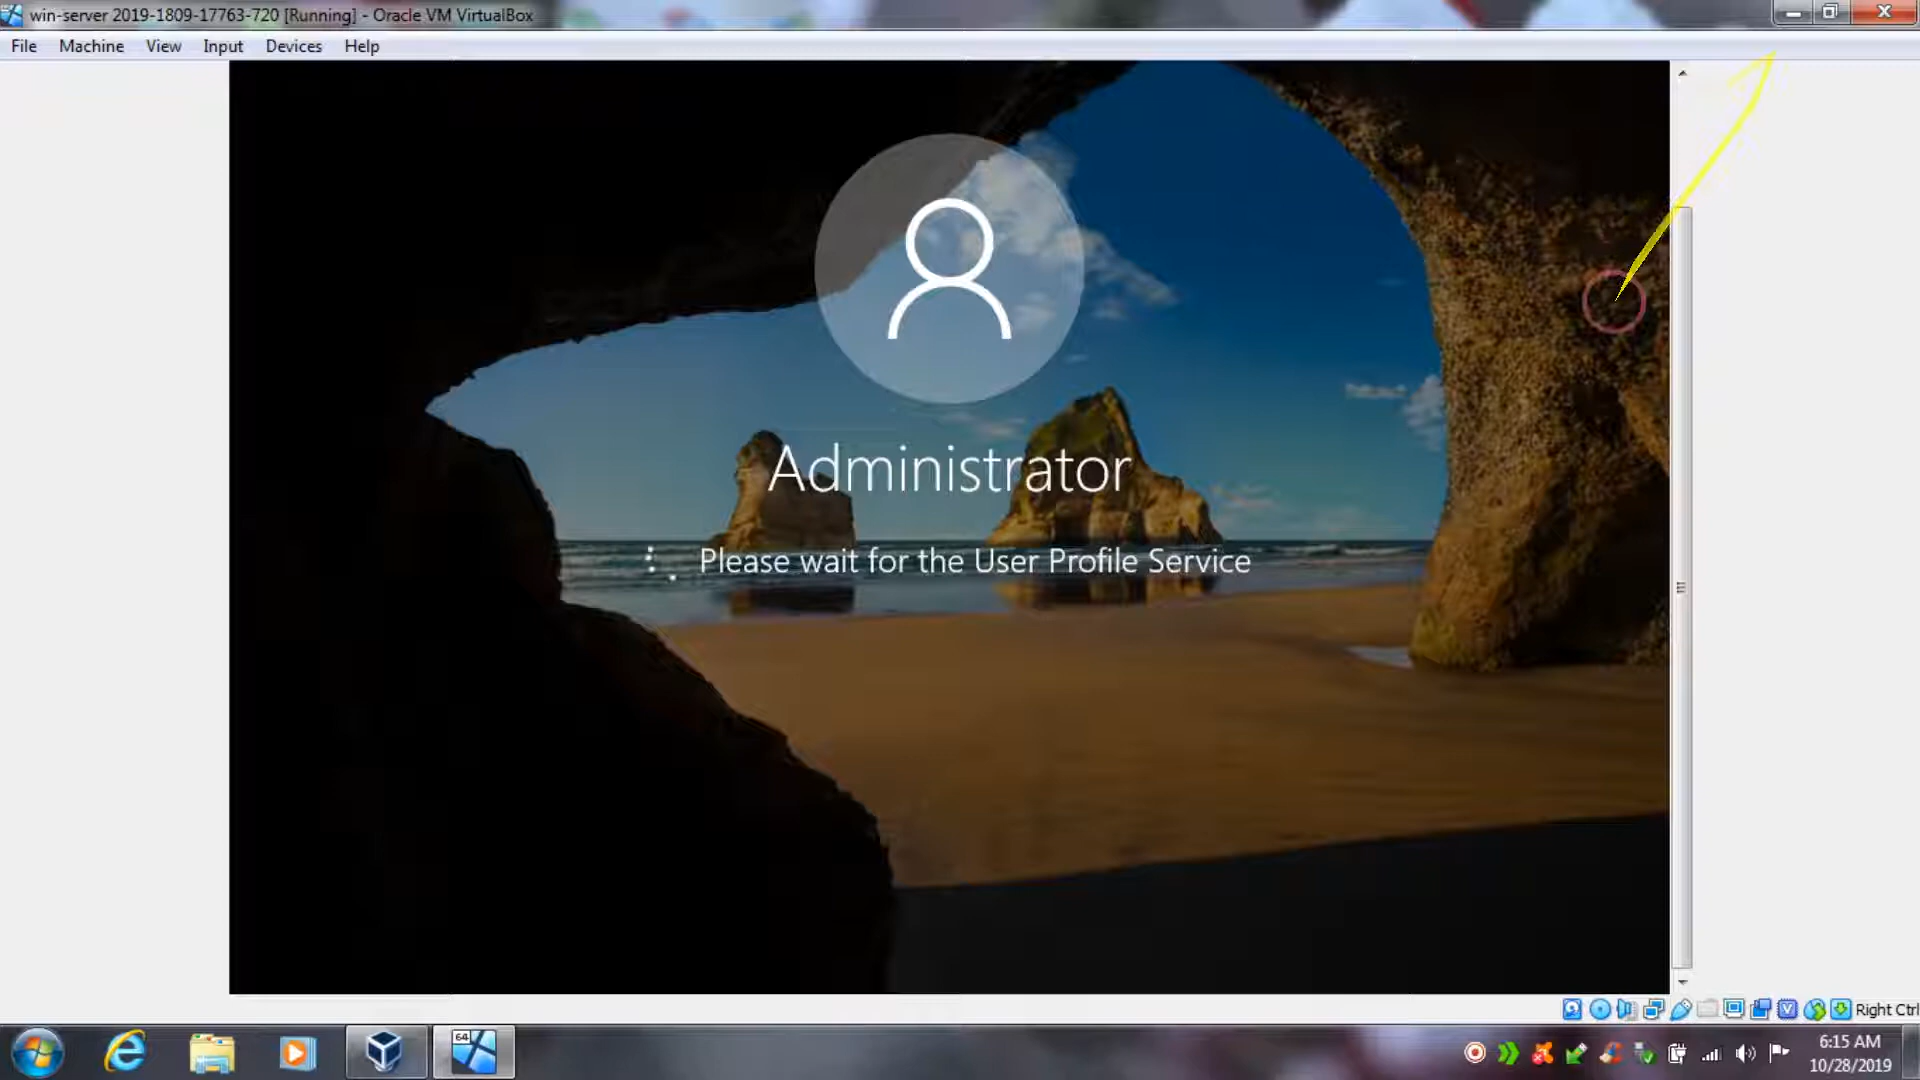 win-server 2019-1809-17763-720 [Running] - Oracle VM VirtualBox
File Machine View Input Devices Help
Administrator
Please wait for the User Profile Service
Right Ctrl
64
6:15 AM
10/28/2019